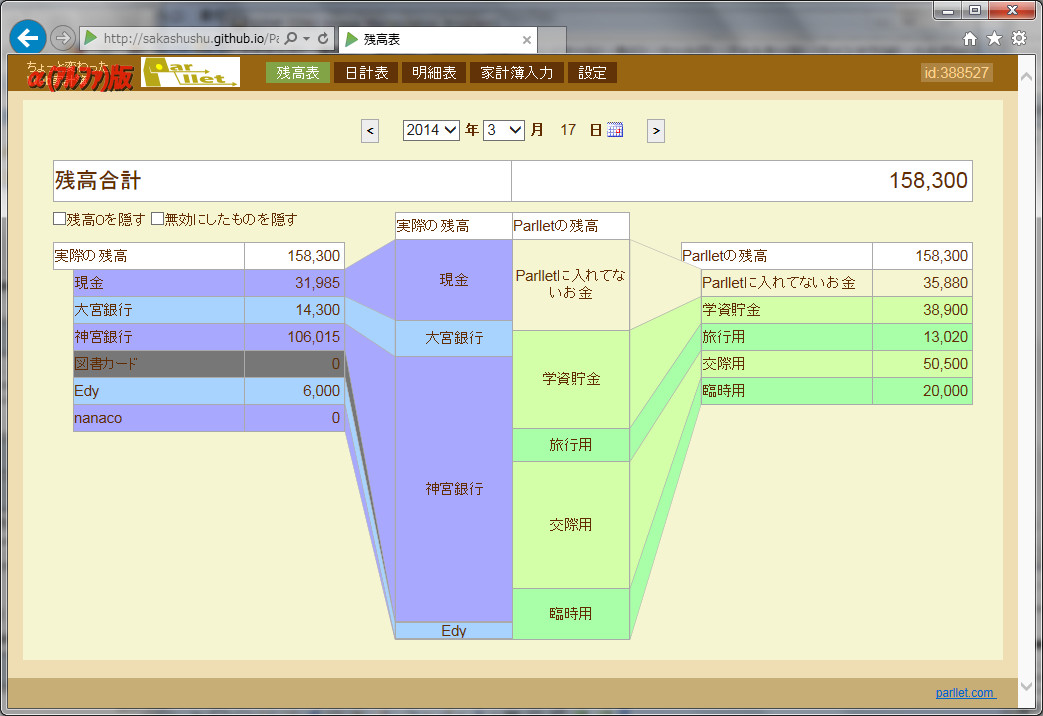 http://sakashushu.github.io/Pa
残高表
ちょっと変わった
α(アルファ)版
Parllet
残高表 日計表 明細表 家計簿入力 設定
id:388527
< 2014 年 3 月 17 日 >
残高合計 158,300
残高0を隠す 無効にしたものを隠す
実際の残高 Parlletの残高
実際の残高 158,300
現金 31,985
大宮銀行 14,300
神宮銀行 106,015
図書カード 0
Edy 6,000
nanaco 0
現金
大宮銀行
神宮銀行
Edy
Parlletに入れてな
いお金
学資貯金
旅行用
交際用
臨時用
Parlletの残高 158,300
Parlletに入れてないお金 35,880
学資貯金 38,900
旅行用 13,020
交際用 50,500
臨時用 20,000
parllet.com